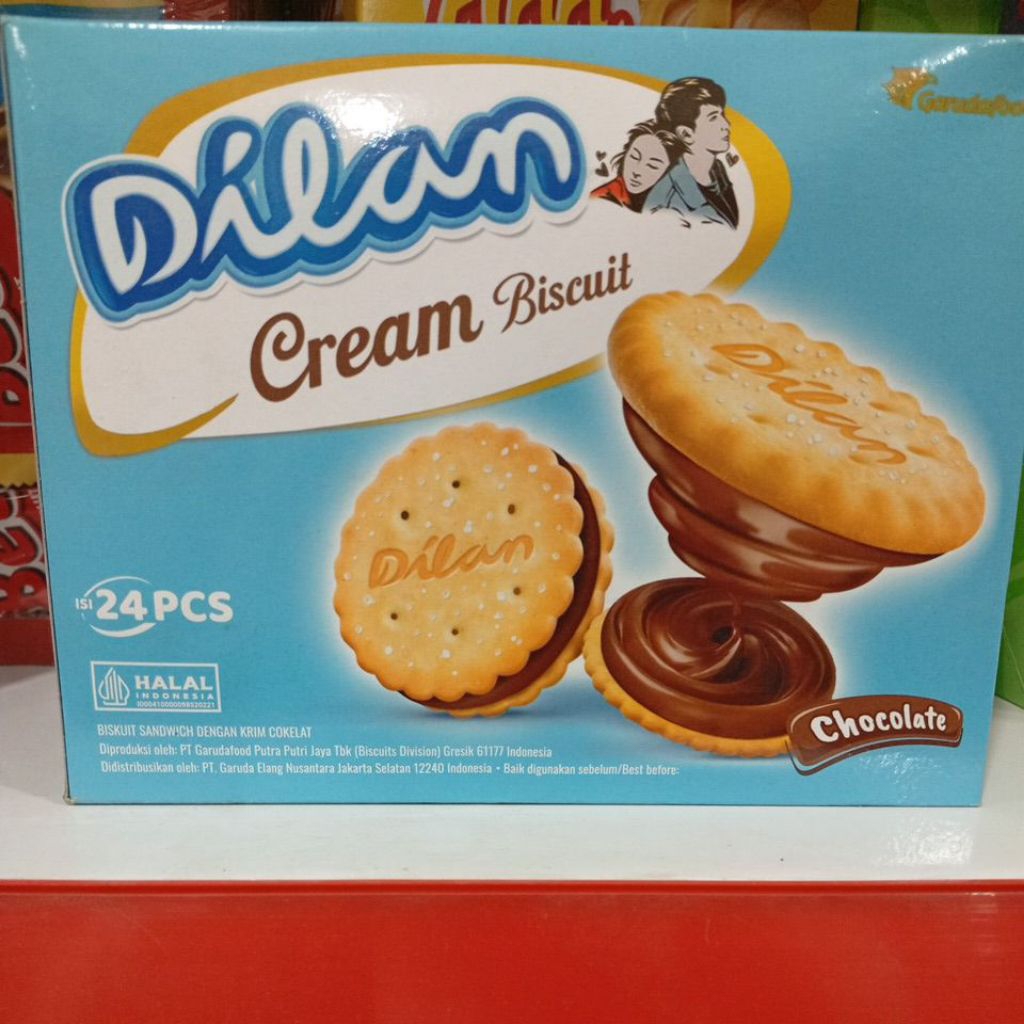 Garudafood
Dilan
Cream Biscuit
Dilan
Dilan
ISI 24 PCS
HALAL
INDONESIA
Chocolate
BISKUIT SANDWICH DENGAN KRIM COKELAT
Diproduksi oleh: PT Garudafood Putra Putri Jaya Tbk (Biscuits Division) Gresik 61177 Indonesia
Didistribusikan oleh: PT. Garuda Elang Nusantara Jakarta Selatan 12240 Indonesia • Baik digunakan sebelum/Best before: